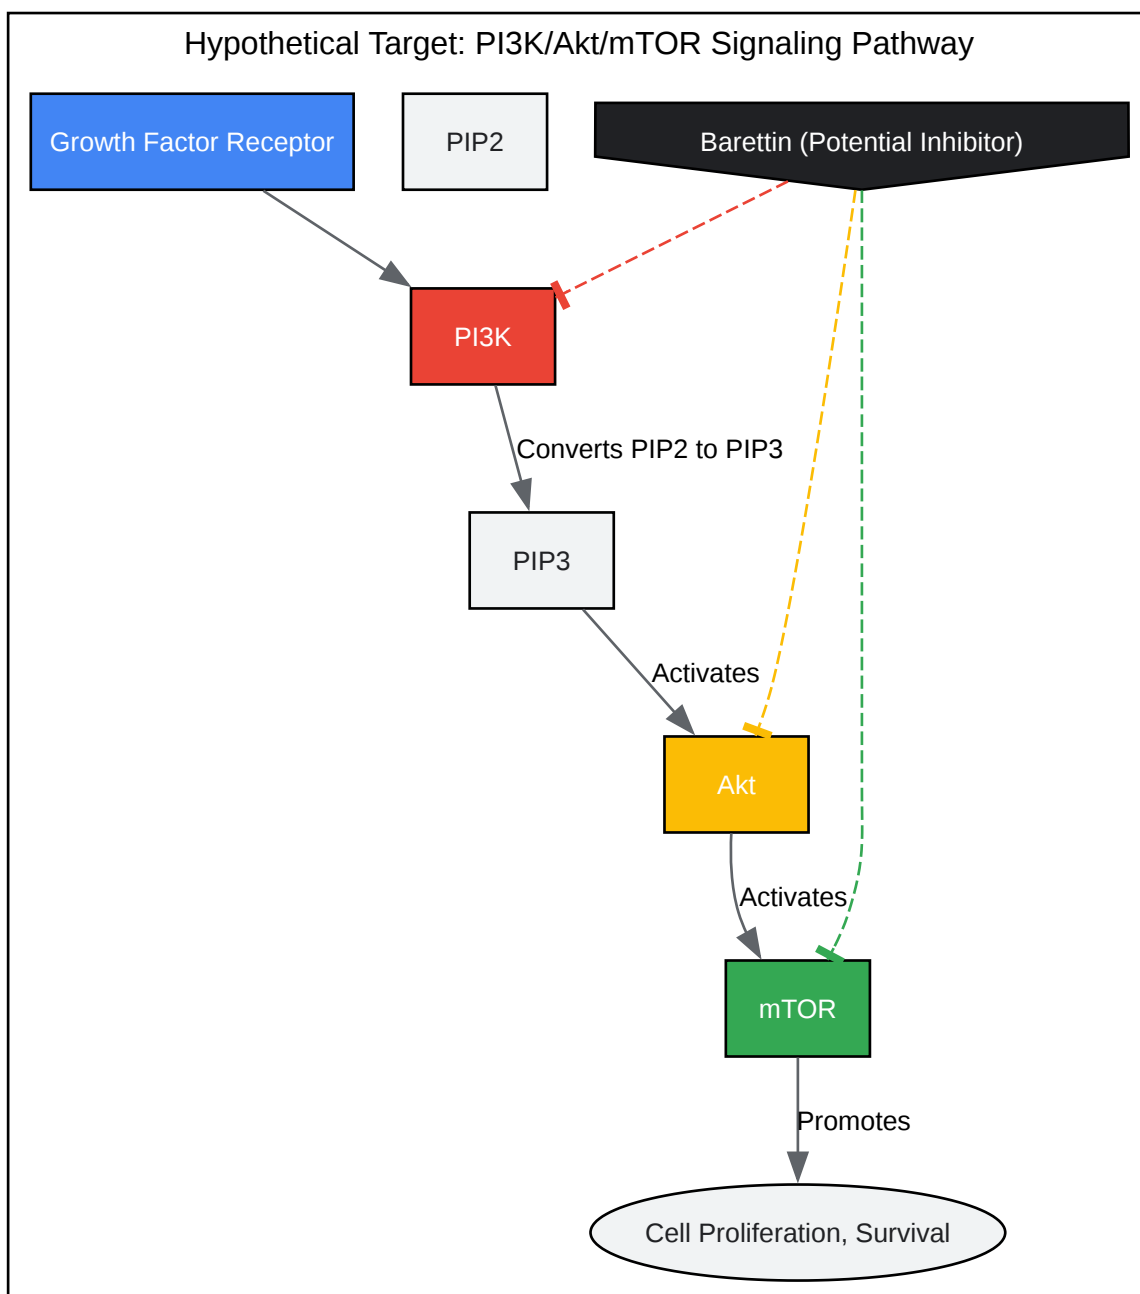 Hypothetical Target: PI3K/Akt/mTOR Signaling Pathway
Growth Factor Receptor
PIP2
Barettin (Potential Inhibitor)
PI3K
Converts PIP2 to PIP3
PIP3
Activates
Akt
Activates
mTOR
Promotes
Cell Proliferation, Survival